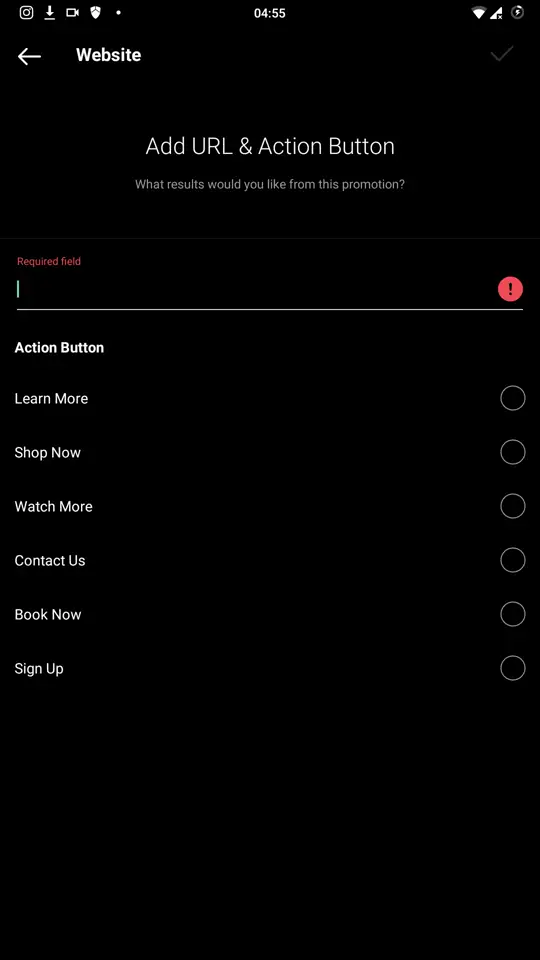 04:55
Website
Add URL & Action Button
What results would you like from this promotion?
Required field
Action Button
Learn More
Shop Now
Watch More
Contact Us
Book Now
Sign Up